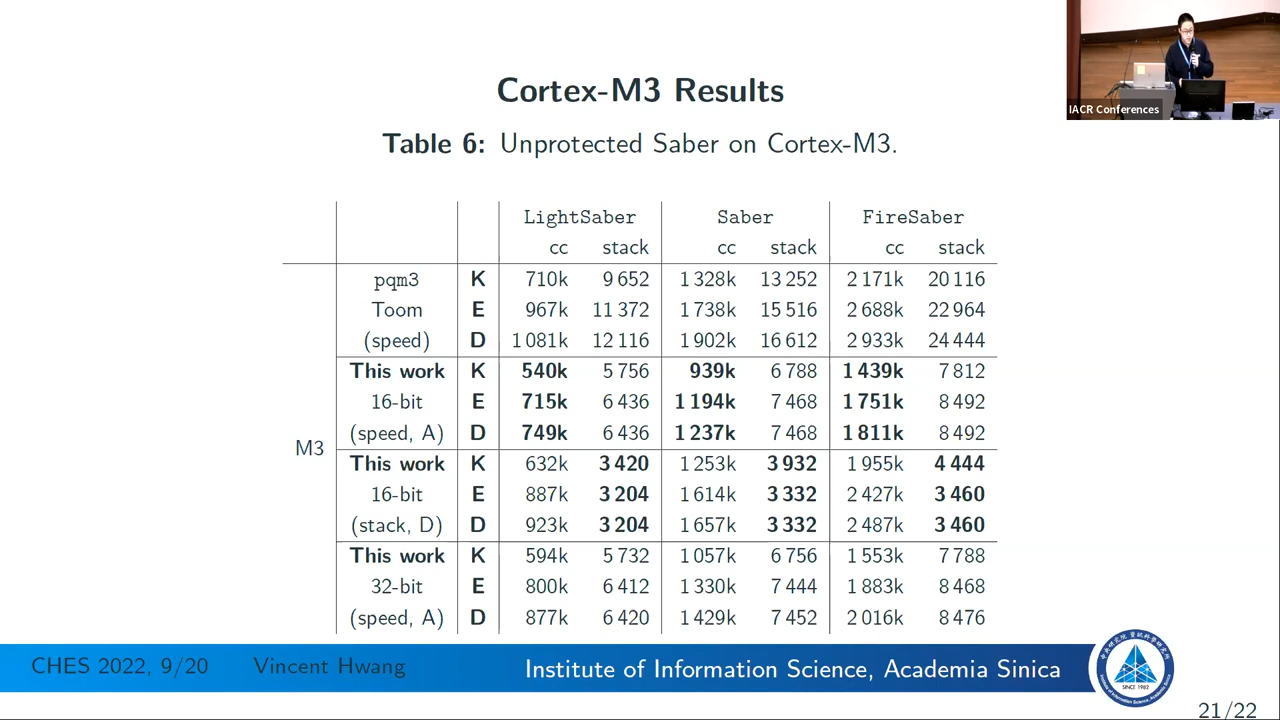 IACR Conferences
Cortex-M3 Results
Table 6: Unprotected Saber on Cortex-M3.
LightSaber Saber FireSaber
cc stack cc stack cc stack
pqm3 K 710k 9 652 1 328k 13 252 2 171k 20 116
Toom E 967k 11 372 1 738k 15 516 2 688k 22 964
(speed) D 1 081k 12 116 1 902k 16 612 2 933k 24 444
This work K 540k 5 756 939k 6 788 1 439k 7 812
16-bit E 715k 6 436 1 194k 7 468 1 751k 8 492
(speed, A) D 749k 6 436 1 237k 7 468 1 811k 8 492
M3
This work K 632k 3 420 1 253k 3 932 1 955k 4 444
16-bit E 887k 3 204 1 614k 3 332 2 427k 3 460
(stack, D) D 923k 3 204 1 657k 3 332 2 487k 3 460
This work K 594k 5 732 1 057k 6 756 1 553k 7 788
32-bit E 800k 6 412 1 330k 7 444 1 883k 8 468
(speed, A) D 877k 6 420 1 429k 7 452 2 016k 8 476
CHES 2022, 9/20 Vincent Hwang Institute of Information Science, Academia Sinica
SINCE 1982
21/22